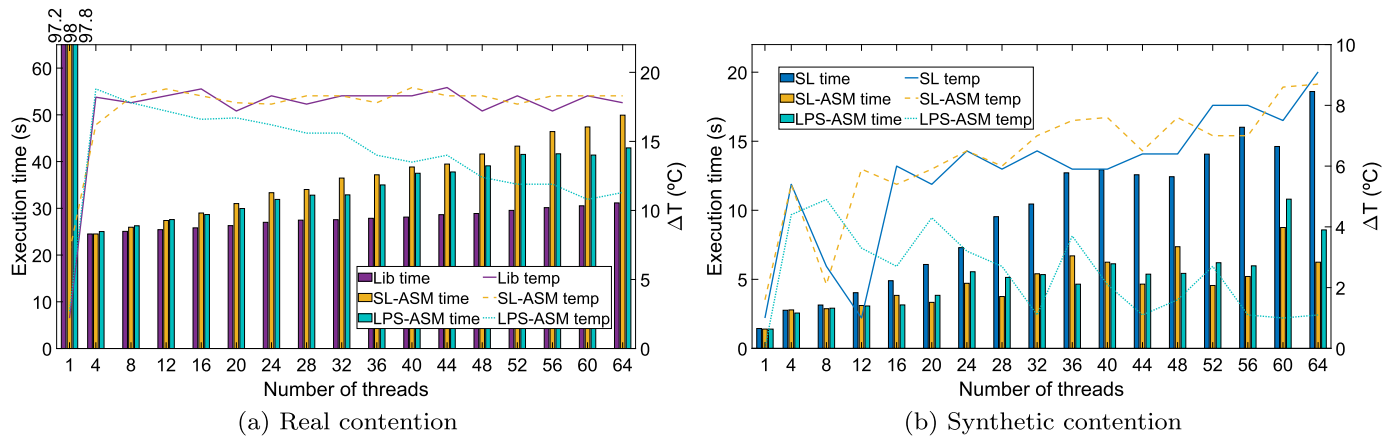 97.2
98.
97.8
60
50
40
30
20
10
0
Execution time (s)
20
15
10
5
0
Δ T (ºC)
Lib time Lib temp
SL-ASM time SL-ASM temp
LPS-ASM time LPS-ASM temp
1 4 8 12 16 20 24 28 32 36 40 44 48 52 56 60 64
Number of threads
(a) Real contention
20
15
10
5
0
Execution time (s)
10
8
6
4
2
0
Δ T (ºC)
SL time SL temp
SL-ASM time SL-ASM temp
LPS-ASM time LPS-ASM temp
1 4 8 12 16 20 24 28 32 36 40 44 48 52 56 60 64
Number of threads
(b) Synthetic contention